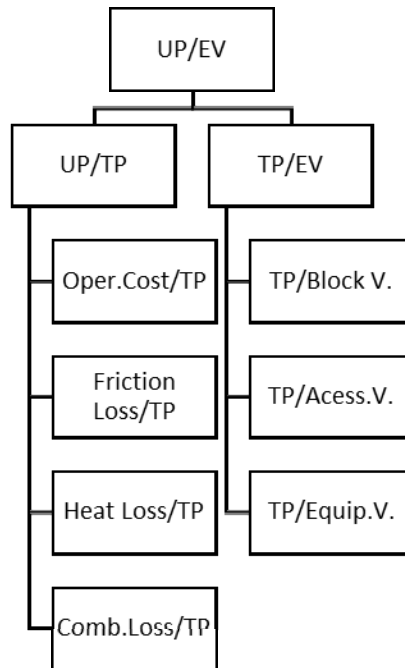 UP/EV
UP/TP
TP/EV
Oper.Cost/TP
TP/Block V.
Friction
Loss/TP
TP/Acess.V.
Heat Loss/TP
TP/Equip.V.
Comb.Loss/TP